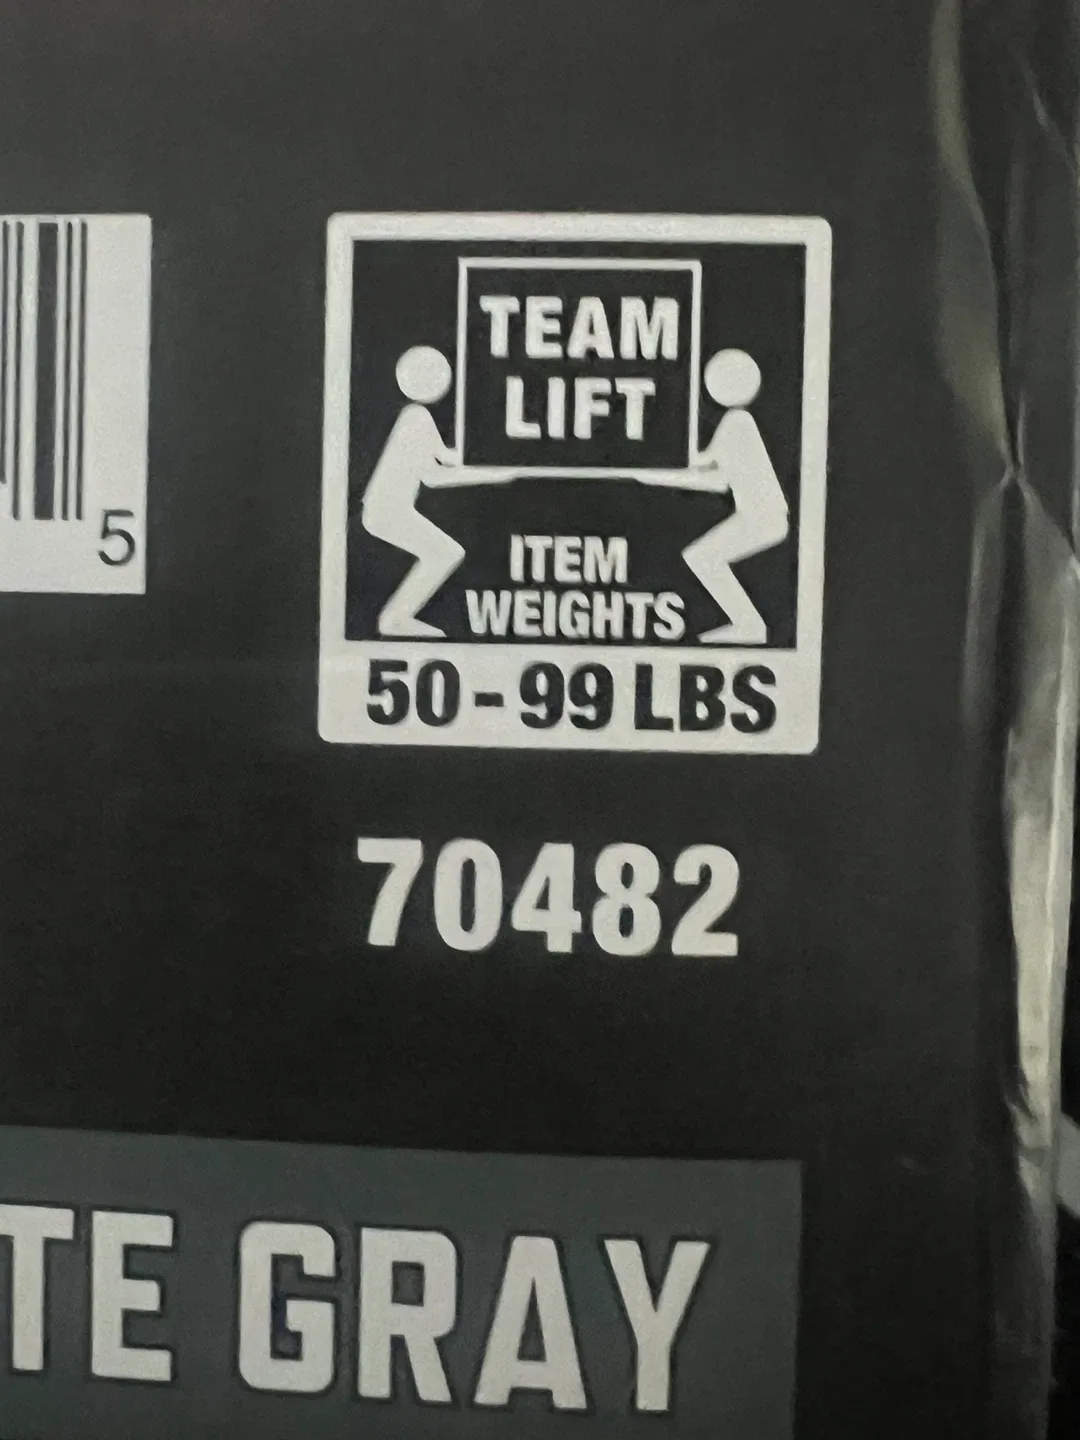 5
TEAM
LIFT
ITEM
WEIGHTS
50-99 LBS
70482
TE GRAY